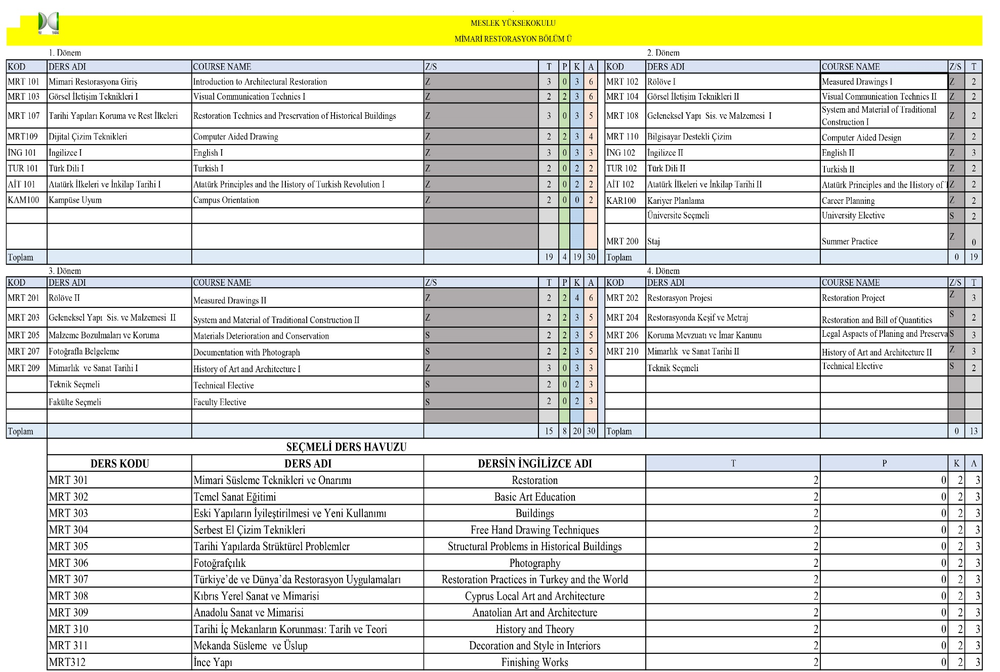 MESLEK YÜKSEKOKULU
MİMARİ RESTORASYON BÖLÜM Ü
1. Dönem 2. Dönem
KOD DERS ADI COURSE NAME Z/S T P K A KOD DERS ADI COURSE NAME Z/S T
MRT 101 Mimari Restorasyona Giriş Introduction to Architectural Restoration Z 3 0 3 6 MRT 102 Rölöve I Measured Drawings I Z 2
MRT 103 Görsel İletişim Teknikleri I Visual Communication Technics I Z 2 2 3 6 MRT 104 Görsel İletişim Teknikleri II Visual Communication Technics II Z 2
MRT 107 Tarihi Yapıları Koruma ve Rest İlkeleri Restoration Technics and Preservation of Historical Buildings Z 3 0 3 5 MRT 108 Geleneksel Yapı Sis. ve Malzemesi I System and Material of Traditional Construction I Z 2
MRT109 Dijital Çizim Teknikleri Computer Aided Drawing Z 2 2 3 4 MRT 110 Bilgisayar Destekli Çizim Computer Aided Design Z 2
İNG 101 İngilizce I English I Z 3 0 3 3 İNG 102 İngilizce II English II Z 3
TUR 101 Türk Dili I Turkish I Z 2 0 2 2 TUR 102 Türk Dili II Turkish II Z 2
AİT 101 Atatürk İlkeleri ve İnkilap Tarihi I Atatürk Principles and the History of Turkish Revolution I Z 2 0 2 2 AİT 102 Atatürk İlkeleri ve İnkilap Tarihi II Atatürk Principles and the History of T Z 2
KAM100 Kampüse Uyum Campus Orientation Z 2 0 0 2 KAR100 Kariyer Planlama Career Planning Z 2
Üniversite Seçmeli University Elective S 2
MRT 200 Staj Summer Practice Z 0
Toplam 19 4 19 30 Toplam 0 19
3. Dönem 4. Dönem
KOD DERS ADI COURSE NAME Z/S T P K A KOD DERS ADI COURSE NAME Z/S T
MRT 201 Rölöve II Measured Drawings II Z 2 2 4 6 MRT 202 Restorasyon Projesi Restoration Project Z 3
MRT 203 Geleneksel Yapı Sis. ve Malzemesi II System and Material of Traditional Construction II Z 2 2 3 5 MRT 204 Restorasyonda Keşif ve Metraj Restoration and Bill of Quantities S 2
MRT 205 Malzeme Bozulmaları ve Koruma Materials Deterioration and Conservation S 2 2 3 5 MRT 206 Koruma Mevzuatı ve İmar Kanunu Legal Aspacts of Planing and Preserva S 3
MRT 207 Fotoğrafla Belgeleme Documentation with Photograph S 2 2 3 5 MRT 210 Mimarlık ve Sanat Tarihi II History of Art and Architecture II Z 3
MRT 209 Mimarlık ve Sanat Tarihi I History of Art and Architecture I Z 3 0 3 3 Teknik Seçmeli Technical Elective S 2
Teknik Seçmeli Technical Elective S 2 0 2 3
Fakülte Seçmeli Faculty Elective S 2 0 2 3
Toplam 15 8 20 30 Toplam 0 13
SEÇMELİ DERS HAVUZU
DERS KODU DERS ADI DERSİN İNGİLİZCE ADI T P K A
MRT 301 Mimari Süsleme Teknikleri ve Onarımı Restoration 2 0 2 3
MRT 302 Temel Sanat Eğitimi Basic Art Education 2 0 2 3
MRT 303 Eski Yapıların İyileştirilmesi ve Yeni Kullanımı Buildings 2 0 2 3
MRT 304 Serbest El Çizim Teknikleri Free Hand Drawing Techniques 2 0 2 3
MRT 305 Tarihi Yapılarda Strüktürel Problemler Structural Problems in Historical Buildings 2 0 2 3
MRT 306 Fotoğrafçılık Photography 2 0 2 3
MRT 307 Türkiye’de ve Dünya’da Restorasyon Uygulamaları Restoration Practices in Turkey and the World 2 0 2 3
MRT 308 Kıbrıs Yerel Sanat ve Mimarisi Cyprus Local Art and Architecture 2 0 2 3
MRT 309 Anadolu Sanat ve Mimarisi Anatolian Art and Architecture 2 0 2 3
MRT 310 Tarihi İç Mekanların Korunması: Tarih ve Teori History and Theory 2 0 2 3
MRT 311 Mekanda Süsleme ve Üslup Decoration and Style in Interiors 2 0 2 3
MRT312 İnce Yapı Finishing Works 2 0 2 3